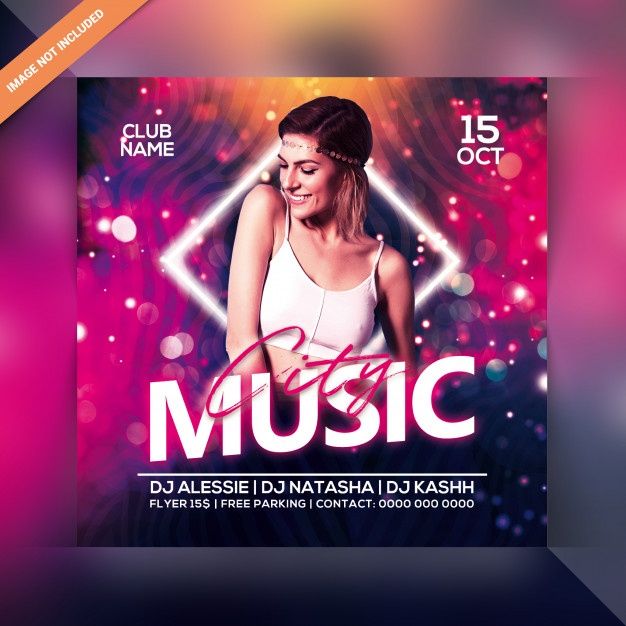 IMAGE NOT INCLUDED
CLUB
NAME
15
OCT
City
MUSIC
DJ ALESSIE | DJ NATASHA | DJ KASHH
FLYER 15$ | FREE PARKING | CONTACT: 0000 000 0000